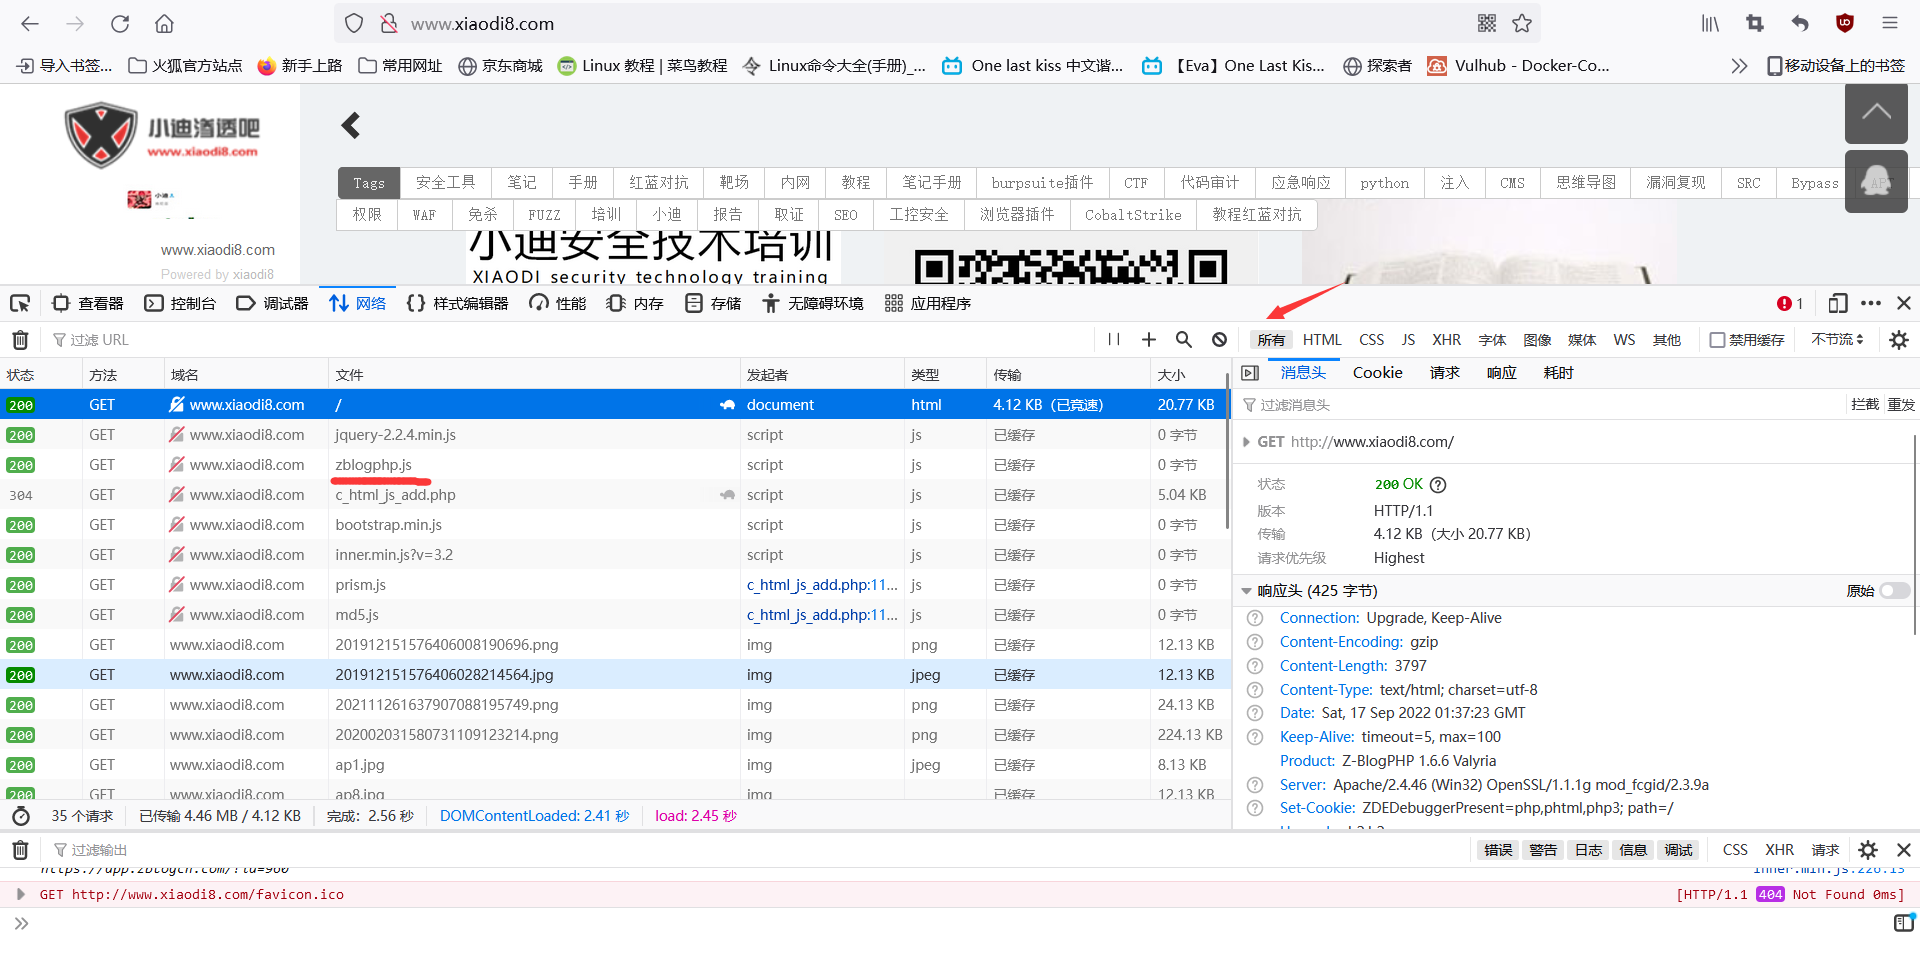 www.xiaodi8.com
导入书签... 火狐官方站点 新手上路 常用网址 京东商城 Linux 教程 | 菜鸟教程 Linux命令大全(手册)_... One last kiss 中文谐... 【Eva】One Last Kis... 探索者 Vulhub - Docker-Co... 移动设备上的书签
小迪渗透吧
www.xiaodi8.com
www.xiaodi8.com
Powered by xiaodi8
Tags 安全工具 笔记 手册 红蓝对抗 靶场 内网 教程 笔记手册 burpsuite插件 CTF 代码审计 应急响应 python 注入 CMS 思维导图 漏洞复现 SRC Bypass
权限 WAF 免杀 FUZZ 培训 小迪 报告 取证 SEO 工控安全 浏览器插件 CobaltStrike 教程红蓝对抗
小迪安全技术培训
XIAODI security technology training
查看器 控制台 调试器 网络 样式编辑器 性能 内存 存储 无障碍环境 应用程序 1
过滤 URL 所有 HTML CSS JS XHR 字体 图像 媒体 WS 其他 禁用缓存 不节流
状态 方法 域名 文件 发起者 类型 传输 大小
200 GET www.xiaodi8.com / document html 4.12 KB（已竞速） 20.77 KB
200 GET www.xiaodi8.com jquery-2.2.4.min.js script js 已缓存 0 字节
200 GET www.xiaodi8.com zblogphp.js script js 已缓存 0 字节
304 GET www.xiaodi8.com c_html_js_add.php script js 已缓存 5.04 KB
200 GET www.xiaodi8.com bootstrap.min.js script js 已缓存 0 字节
200 GET www.xiaodi8.com inner.min.js?v=3.2 script js 已缓存 0 字节
200 GET www.xiaodi8.com prism.js c_html_js_add.php:11... js 已缓存 0 字节
200 GET www.xiaodi8.com md5.js c_html_js_add.php:11... js 已缓存 0 字节
200 GET www.xiaodi8.com 201912151576406008190696.png img png 已缓存 12.13 KB
200 GET www.xiaodi8.com 201912151576406028214564.jpg img jpeg 已缓存 12.13 KB
200 GET www.xiaodi8.com 202111261637907088195749.png img png 已缓存 24.13 KB
200 GET www.xiaodi8.com 202002031580731109123214.png img png 已缓存 224.13 KB
200 GET www.xiaodi8.com ap1.jpg img jpeg 已缓存 8.13 KB
200 GET www.xiaodi8.com ap8.jpg img 已缓存 12.13 KB
35 个请求 已传输 4.46 MB / 4.12 KB 完成：2.56 秒 DOMContentLoaded: 2.41 秒 load: 2.45 秒
消息头 Cookie 请求 响应 耗时
过滤消息头 拦截 重发
GET http://www.xiaodi8.com/
状态 200 OK
版本 HTTP/1.1
传输 4.12 KB（大小 20.77 KB）
请求优先级 Highest
响应头 (425 字节) 原始
Connection: Upgrade, Keep-Alive
Content-Encoding: gzip
Content-Length: 3797
Content-Type: text/html; charset=utf-8
Date: Sat, 17 Sep 2022 01:37:23 GMT
Keep-Alive: timeout=5, max=100
Product: Z-BlogPHP 1.6.6 Valyria
Server: Apache/2.4.46 (Win32) OpenSSL/1.1.1g mod_fcgid/2.3.9a
Set-Cookie: ZDEDebuggerPresent=php,phtml,php3; path=/
过滤输出 错误 警告 日志 信息 调试 CSS XHR 请求
https://app.zblogcn.com/?id=960 inner.min.js:226:13
GET http://www.xiaodi8.com/favicon.ico [HTTP/1.1 404 Not Found 0ms]